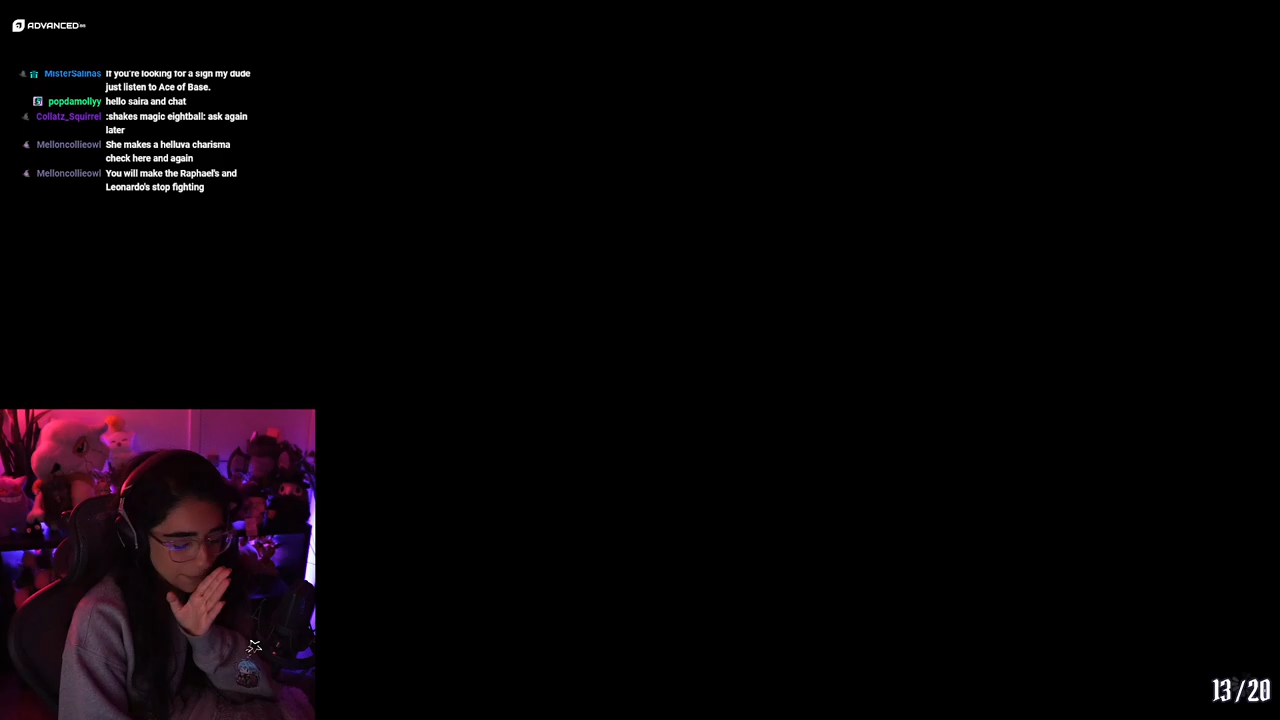 ADVANCED
MisterSalinas If you're looking for a sign my dude
just listen to Ace of Base.
popdamollyy hello saira and chat
Collatz_Squirrel :shakes magic eightball: ask again
later
Melloncollieowl She makes a helluva charisma
check here and again
Melloncollieowl You will make the Raphael's and
Leonardo's stop fighting
13/20